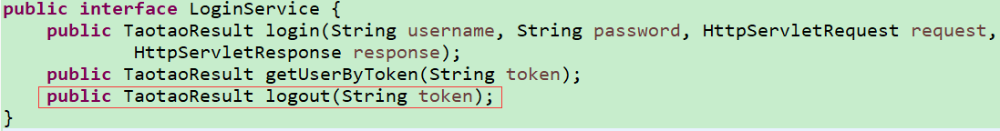 public interface LoginService {
public TaotaoResult login(String username, String password, HttpServletRequest request,
HttpServletResponse response);
public TaotaoResult getUserByToken(String token);
public TaotaoResult logout(String token);
}